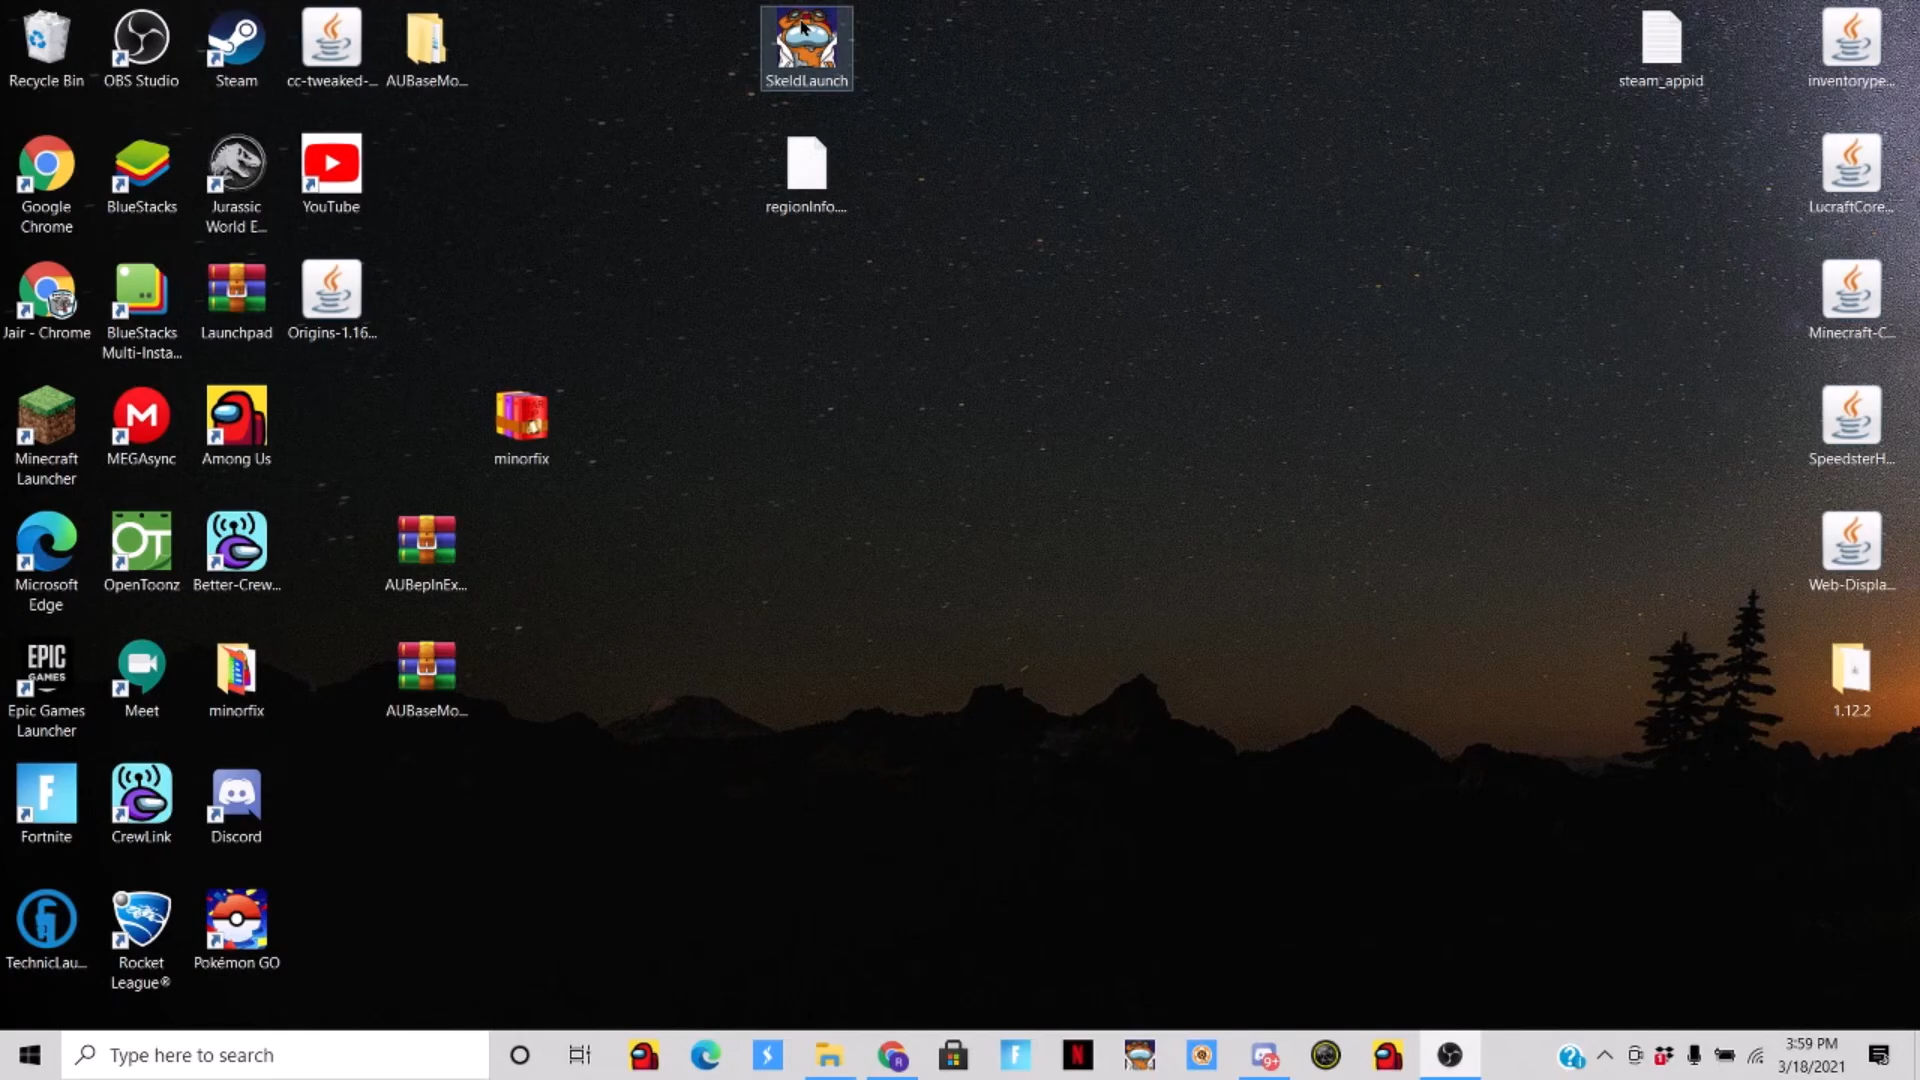 Recycle Bin
OBS Studio
Steam
cc-tweaked-...
AUBaseMo...
SkeldLaunch
steam_appid
inventorype...
Google
Chrome
BlueStacks
Jurassic
World E...
YouTube
regionInfo....
LucraftCore...
Jair - Chrome
BlueStacks
Multi-Insta...
Launchpad
Origins-1.16...
Minecraft-C...
Minecraft
Launcher
MEGAsync
Among Us
minorfix
SpeedsterH...
Microsoft
Edge
OpenToonz
Better-Crew...
AUBepInEx...
Web-Displa...
EPIC
GAMES
Epic Games
Launcher
Meet
minorfix
AUBaseMo...
1.12.2
Fortnite
CrewLink
Discord
TechnicLau...
Rocket
League®
Pokémon GO
Type here to search
3:59 PM
3/18/2021